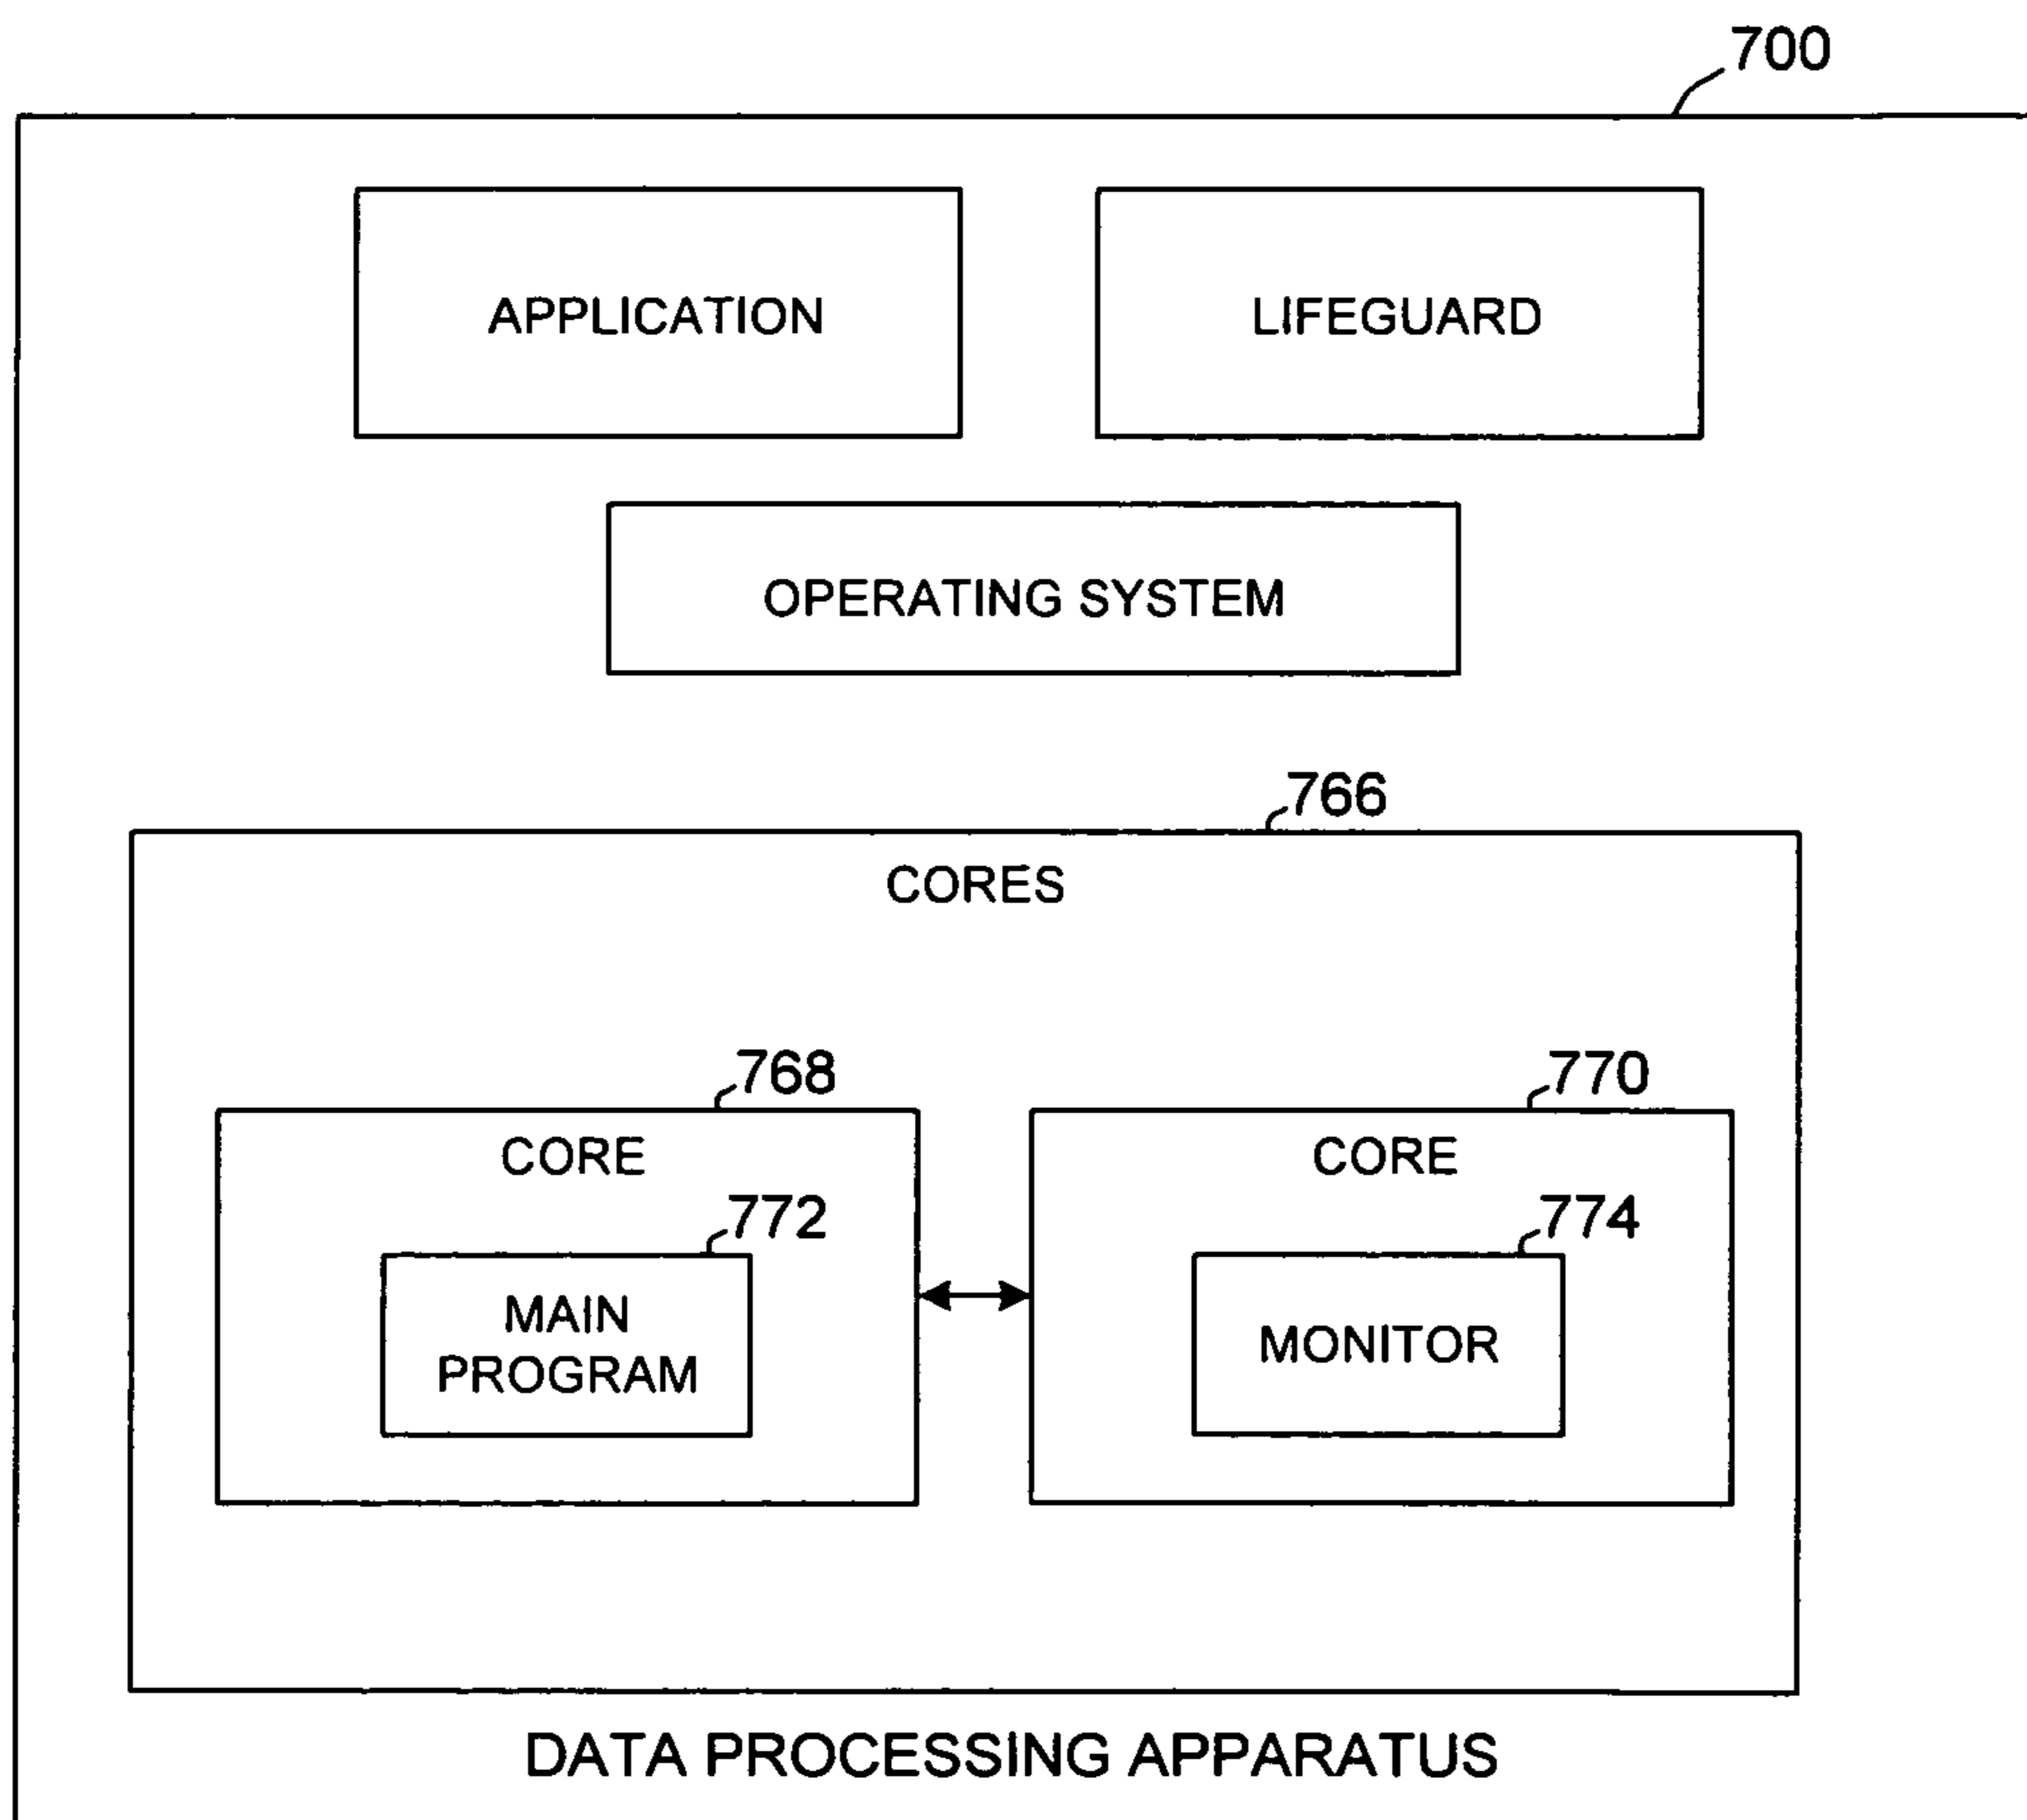 700
APPLICATION
LIFEGUARD
OPERATING SYSTEM
766
CORES
768
770
CORE
CORE
772
774
MAIN
PROGRAM
MONITOR
DATA PROCESSING APPARATUS